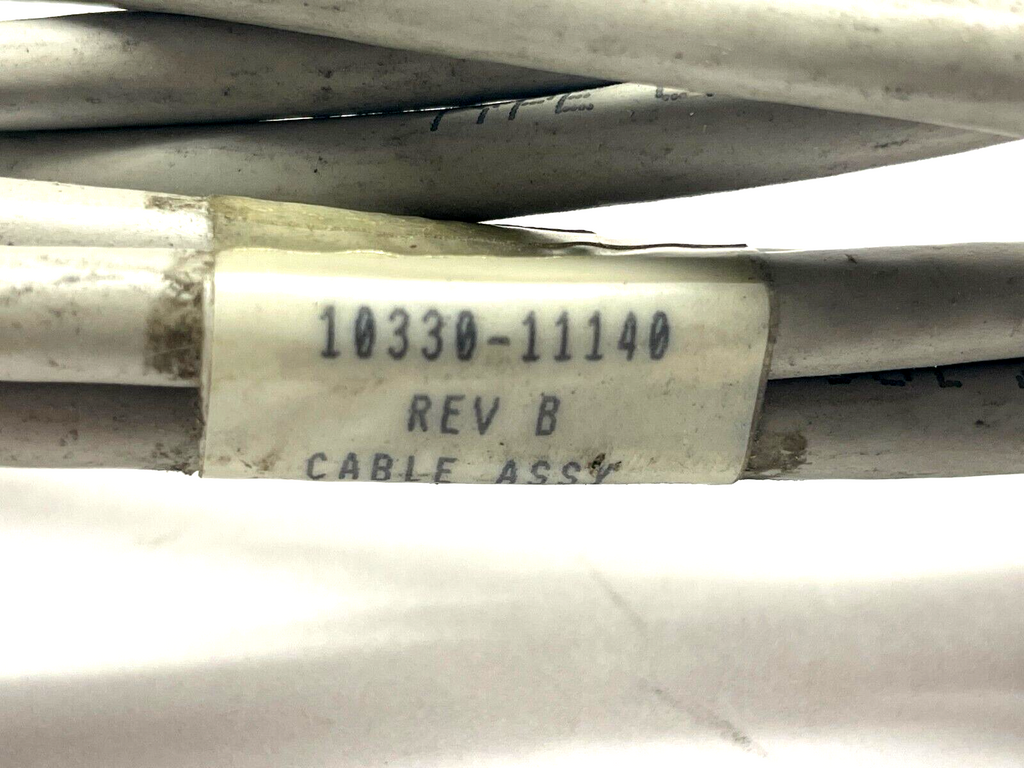 10330-11140
REV B
CABLE ASSY